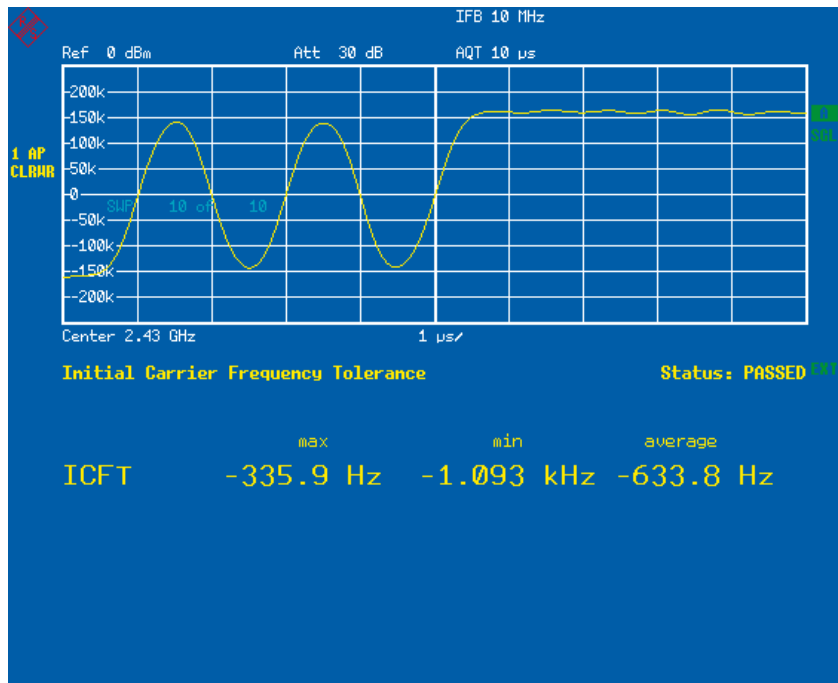 IFB 10 MHz
Ref 0 dBm Att 30 dB AQT 10 µs
200k
150k
A
100k
SGL
1 AP
CLRWR
50k
0
SWP 10 of 10
-50k
-100k
-150k
-200k
Center 2.43 GHz 1 µs/
Initial Carrier Frequency Tolerance Status: PASSED EXT
max min average
ICFT -335.9 Hz -1.093 kHz -633.8 Hz